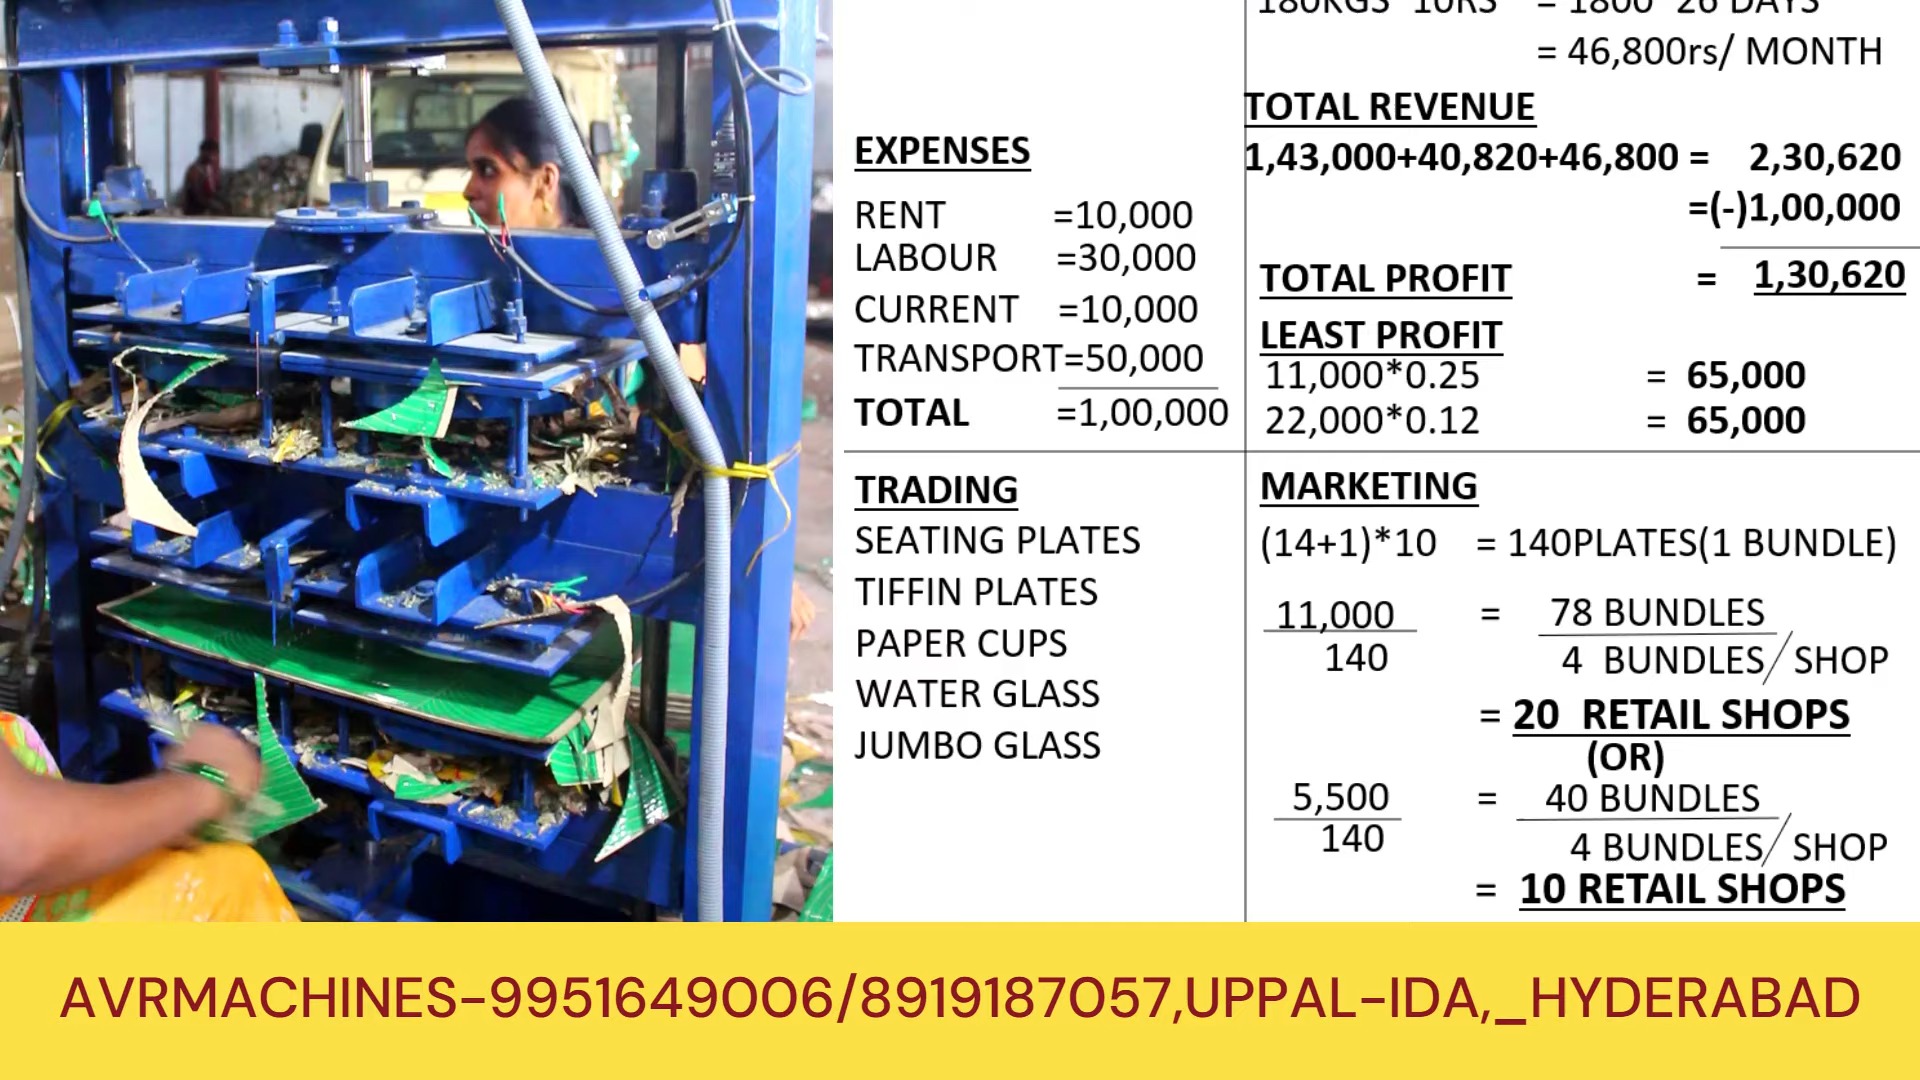 180KGS*10RS = 1800*26 DAYS
= 46,800rs/ MONTH
TOTAL REVENUE
1,43,000+40,820+46,800 = 2,30,620
=(-)1,00,000
TOTAL PROFIT = 1,30,620
LEAST PROFIT
11,000*0.25 = 65,000
22,000*0.12 = 65,000
EXPENSES
RENT =10,000
LABOUR =30,000
CURRENT =10,000
TRANSPORT=50,000
TOTAL =1,00,000
TRADING
SEATING PLATES
TIFFIN PLATES
PAPER CUPS
WATER GLASS
JUMBO GLASS
MARKETING
(14+1)*10 = 140PLATES(1 BUNDLE)
11,000 = 78 BUNDLES
140 4 BUNDLES/SHOP
= 20 RETAIL SHOPS
(OR)
5,500 = 40 BUNDLES
140 4 BUNDLES/SHOP
= 10 RETAIL SHOPS
AVRMACHINES-9951649006/8919187057,UPPAL-IDA,_HYDERABAD